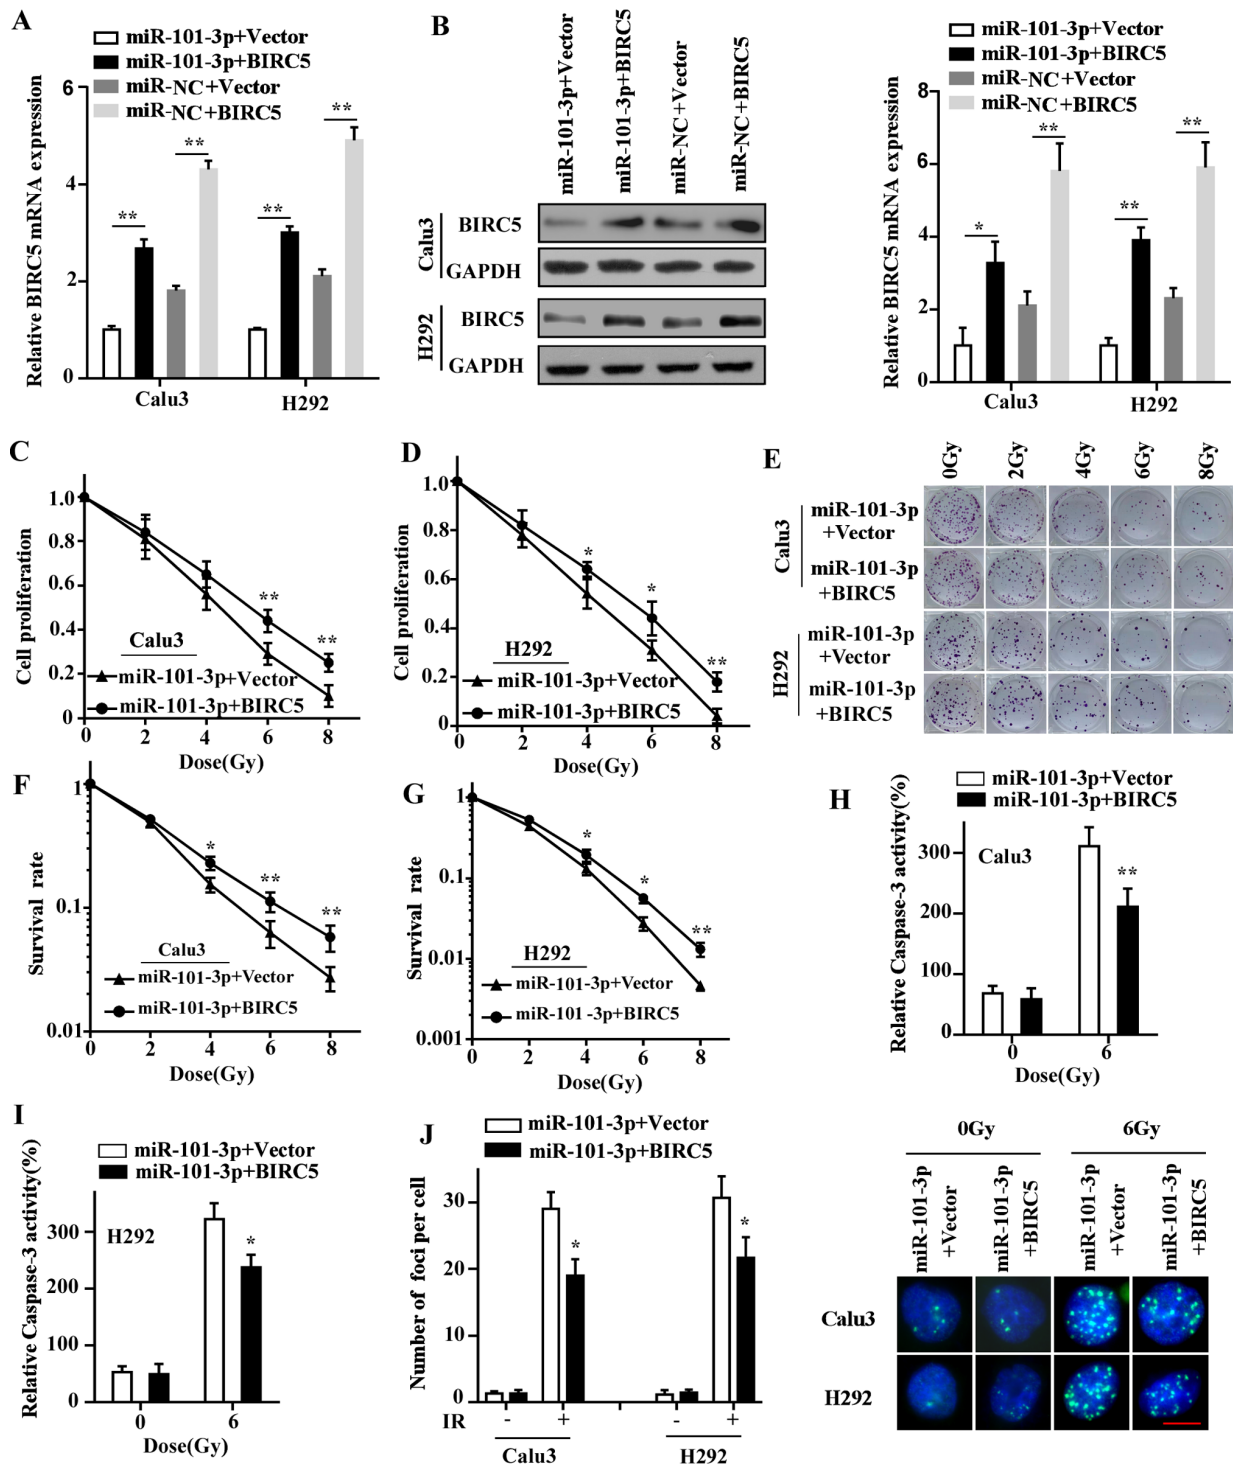 A
miR-101-3p+Vector
miR-101-3p+BIRC5
miR-NC+Vector
miR-NC+BIRC5
Relative BIRC5 mRNA expression
6
4
2
0
**
**
**
**
Calu3
H292
B
miR-101-3p+Vector
miR-101-3p+BIRC5
miR-NC+Vector
miR-NC+BIRC5
Calu3
BIRC5
GAPDH
H292
BIRC5
GAPDH
miR-101-3p+Vector
miR-101-3p+BIRC5
miR-NC+Vector
miR-NC+BIRC5
Relative BIRC5 mRNA expression
8
6
4
2
0
*
**
**
**
Calu3
H292
C
Cell proliferation
1.0
0.8
0.6
0.4
0.2
0
**
**
Calu3
miR-101-3p+Vector
miR-101-3p+BIRC5
0 2 4 6 8
Dose(Gy)
D
Cell proliferation
1.0
0.8
0.6
0.4
0.2
0
*
*
**
H292
miR-101-3p+Vector
miR-101-3p+BIRC5
0 2 4 6 8
Dose(Gy)
E
0Gy
2Gy
4Gy
6Gy
8Gy
Calu3
miR-101-3p
+Vector
miR-101-3p
+BIRC5
H292
miR-101-3p
+Vector
miR-101-3p
+BIRC5
F
Survival rate
1
0.1
0.01
*
**
**
Calu3
miR-101-3p+Vector
miR-101-3p+BIRC5
0 2 4 6 8
Dose(Gy)
G
Survival rate
1
0.1
0.01
0.001
*
*
**
H292
miR-101-3p+Vector
miR-101-3p+BIRC5
0 2 4 6 8
Dose(Gy)
H
miR-101-3p+Vector
miR-101-3p+BIRC5
Relative Caspase-3 activity(%)
300
200
100
0
Calu3
**
0 6
Dose(Gy)
I
miR-101-3p+Vector
miR-101-3p+BIRC5
Relative Caspase-3 activity(%)
300
200
100
0
H292
*
0 6
Dose(Gy)
J
miR-101-3p+Vector
miR-101-3p+BIRC5
Number of foci per cell
30
20
10
0
*
*
IR - + - +
Calu3
H292
0Gy
6Gy
miR-101-3p
+Vector
miR-101-3p
+BIRC5
miR-101-3p
+Vector
miR-101-3p
+BIRC5
Calu3
H292